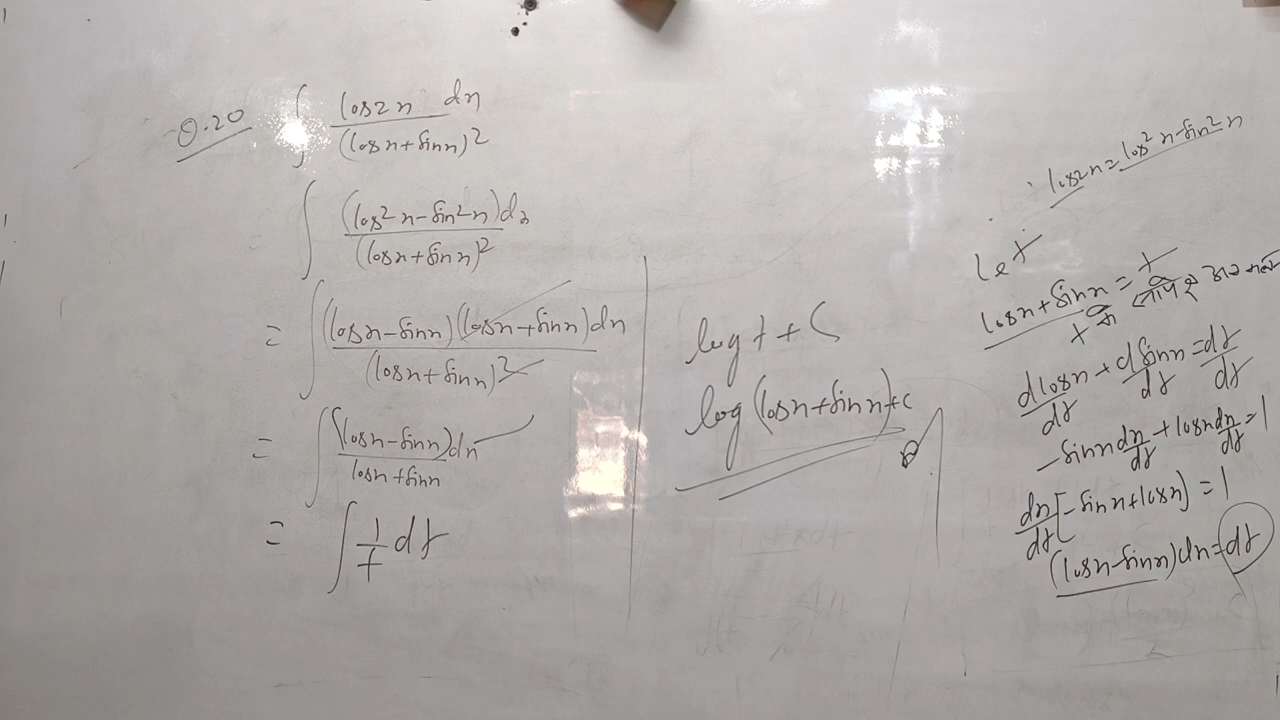 Q.20 ∫ cos2x dx / (cosx+sinx)²
= ∫ (cos²x-sin²x)dx / (cosx+sinx)²
= ∫ (cosx-sinx)(cosx+sinx)dx / (cosx+sinx)²
= ∫ (cosx-sinx)dx / cosx+sinx
= ∫ 1/t dt
log t + C
log (cosx+sinx)+c
∵ cos2x = cos²x-sin²x
Let
cosx+sinx = t
t के
dcosx/dt + dsinx/dt = dt/dt
-sinx dx/dt + cosx dx/dt = 1
dx/dt [-sinx+cosx] = 1
(cosx-sinx)dx = dt